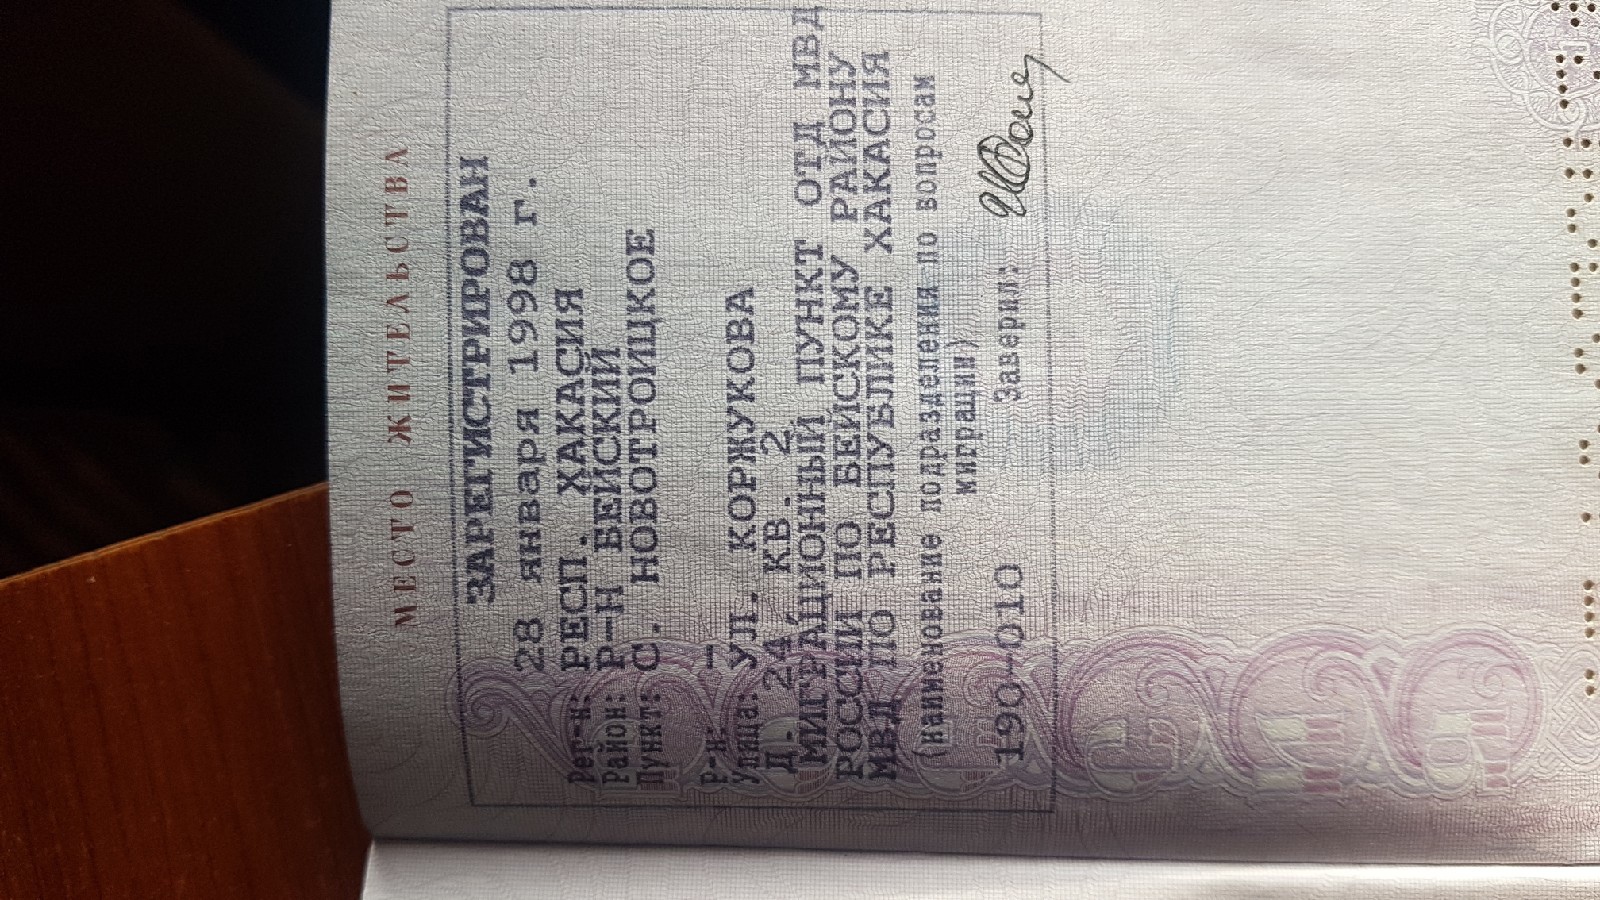 МЕСТО ЖИТЕЛЬСТВА
ЗАРЕГИСТРИРОВАН
28 января 1998 г.
Рег-н: РЕСП. ХАКАСИЯ
Район: Р-Н БЕЙСКИЙ
Пункт: С. НОВОТРОИЦКОЕ
Р-н: -
Улица: УЛ. КОРЖУКОВА
Д. 24 КВ. 2
МИГРАЦИОННЫЙ ПУНКТ ОТД МВД
РОССИИ ПО БЕЙСКОМУ РАЙОНУ
МВД ПО РЕСПУБЛИКЕ ХАКАСИЯ
(наименование подразделения по вопросам
миграции)
190-010 Заверил: